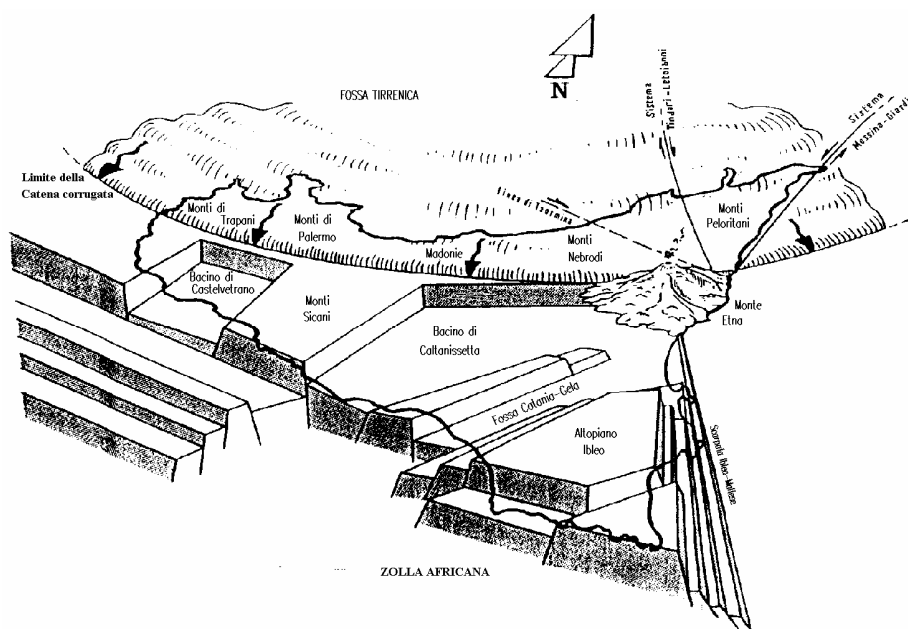 N
FOSSA TIRRENICA
Sistema
Tindari-Letoianni
Sistema
Messina-Giardi
Limite della
Catena corrugata
Linea di Taormina
Monti di
Trapani
Monti di
Palermo
Madonie
Monti
Nebrodi
Monti
Peloritani
Bacino di
Castelvetrano
Monti
Sicani
Bacino di
Caltanissetta
Monte
Etna
Fossa Catania-Gela
Altopiano
Ibleo
Scarpata Ibleo-Maltese
ZOLLA AFRICANA